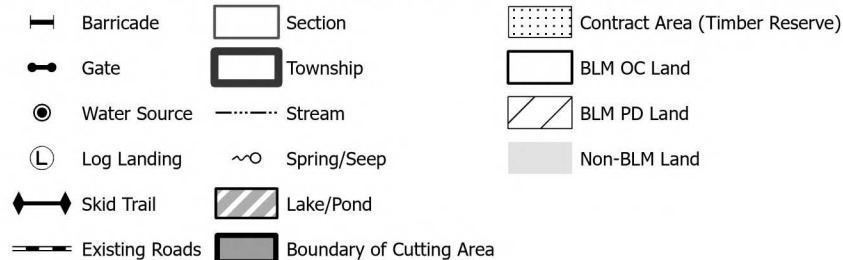 Barricade
Gate
Water Source
L Log Landing
Skid Trail
Existing Roads
Section
Township
Stream
Spring/Seep
Lake/Pond
Boundary of Cutting Area
Contract Area (Timber Reserve)
BLM OC Land
BLM PD Land
Non-BLM Land